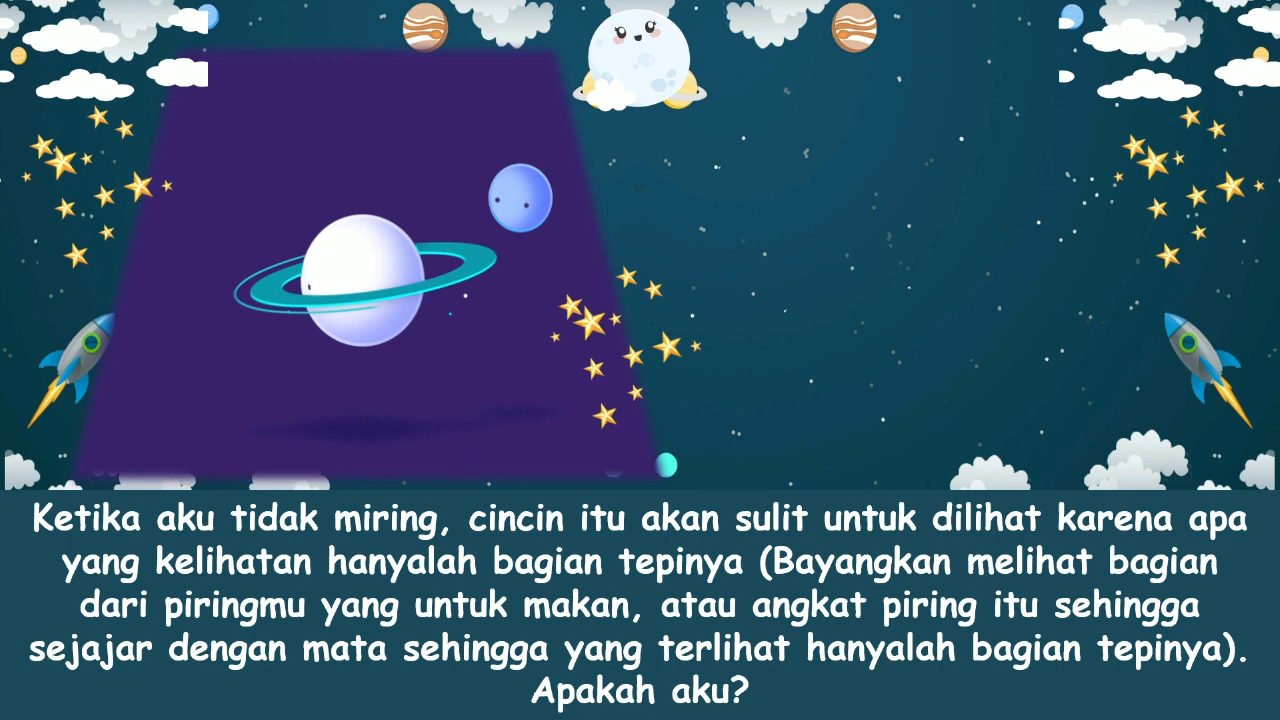 Ketika aku tidak miring, cincin itu akan sulit untuk dilihat karena apa
yang kelihatan hanyalah bagian tepinya (Bayangkan melihat bagian
dari piringmu yang untuk makan, atau angkat piring itu sehingga
sejajar dengan mata sehingga yang terlihat hanyalah bagian tepinya).
Apakah aku?